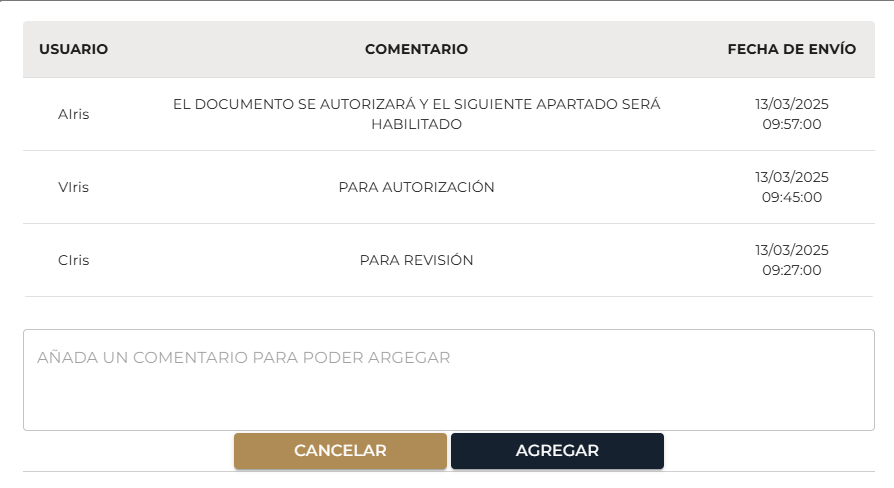 USUARIO COMENTARIO FECHA DE ENVÍO
AIris EL DOCUMENTO SE AUTORIZARÁ Y EL SIGUIENTE APARTADO SERÁ 13/03/2025
HABILITADO 09:57:00
VIris PARA AUTORIZACIÓN 13/03/2025
09:45:00
CIris PARA REVISIÓN 13/03/2025
09:27:00
AÑADA UN COMENTARIO PARA PODER ARGEGAR
CANCELAR AGREGAR